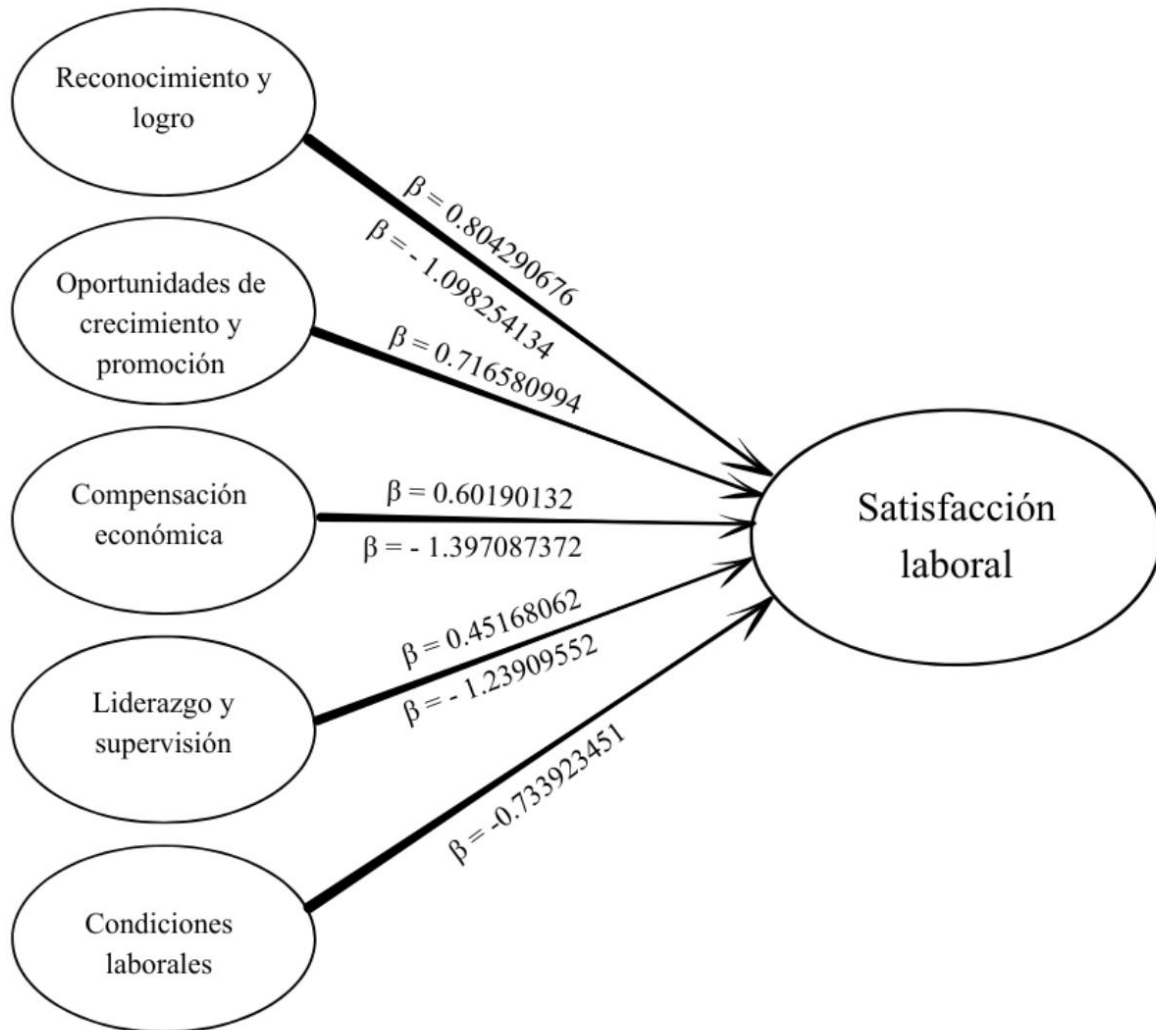 Reconocimiento y
logro
β = 0.804290676
β = - 1.098254134
Oportunidades de
crecimiento y
promoción
β = 0.716580994
Compensación
económica
β = 0.60190132
β = - 1.397087372
Satisfacción
laboral
Liderazgo y
supervisión
β = 0.45168062
β = - 1.23909552
Condiciones
laborales
β = -0.733923451